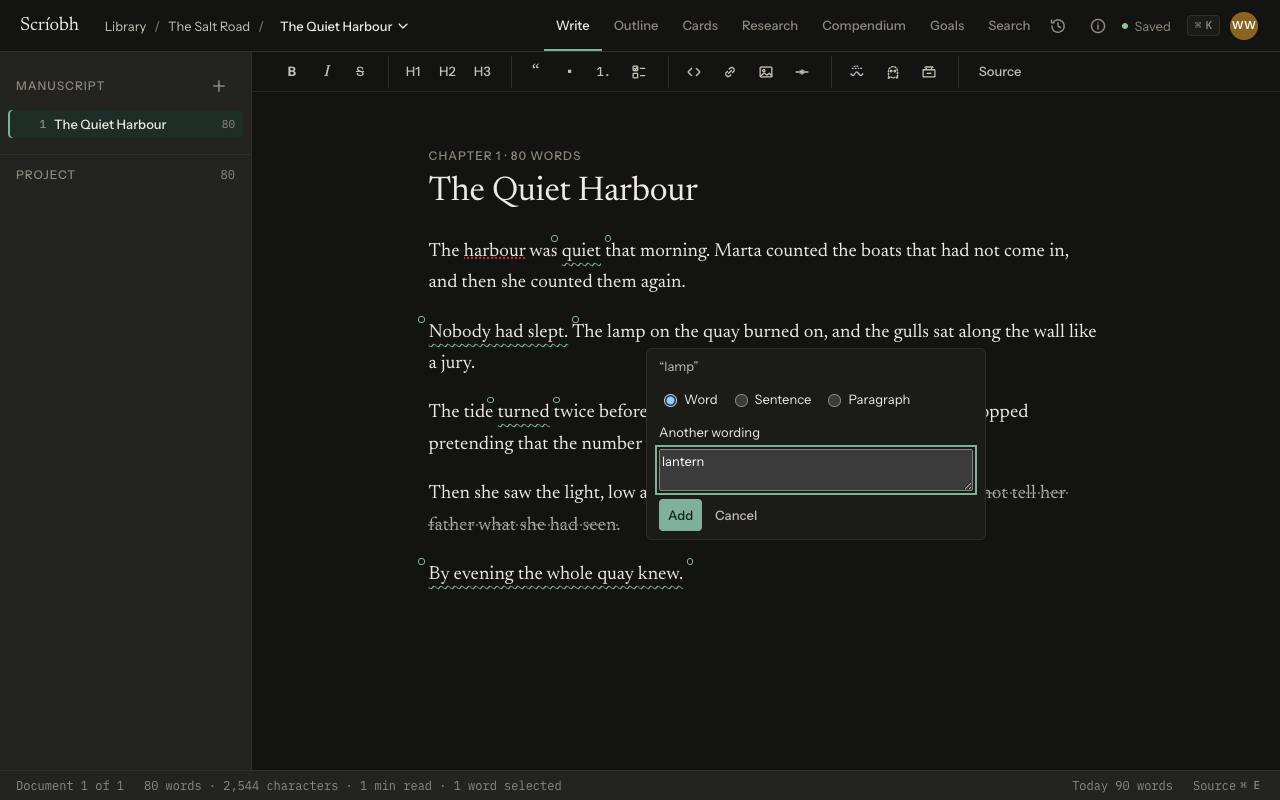 Scríobh Library / The Salt Road / The Quiet Harbour Write Outline Cards Research Compendium Goals Search Saved ⌘ K WW
B I S H1 H2 H3 “ ▪ 1. Source
MANUSCRIPT
1 The Quiet Harbour 80
PROJECT 80
CHAPTER 1 · 80 WORDS
The Quiet Harbour
The harbour was quiet that morning. Marta counted the boats that had not come in,
and then she counted them again.
Nobody had slept. The lamp on the quay burned on, and the gulls sat along the wall like
a jury.
“lamp”
Word Sentence Paragraph
Another wording
lantern
Add Cancel
The tide turned twice before opped
pretending that the number
Then she saw the light, low a not tell her
father what she had seen.
By evening the whole quay knew.
Document 1 of 1 80 words · 2,544 characters · 1 min read · 1 word selected Today 90 words Source ⌘ E